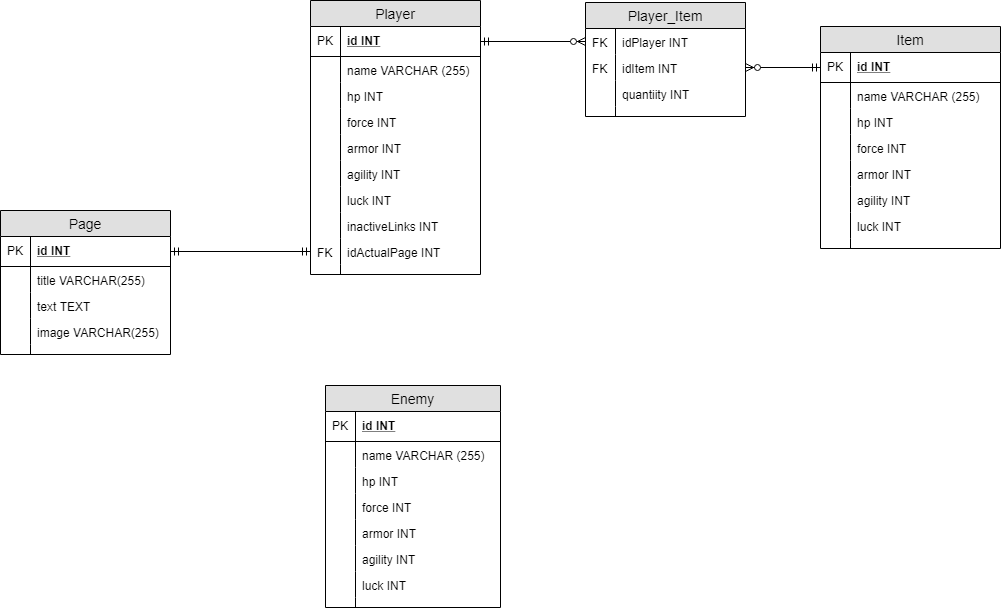 Player
PK id INT
name VARCHAR (255)
hp INT
force INT
armor INT
agility INT
luck INT
inactiveLinks INT
FK idActualPage INT
Player_Item
FK idPlayer INT
FK idItem INT
quantiity INT
Item
PK id INT
name VARCHAR (255)
hp INT
force INT
armor INT
agility INT
luck INT
Page
PK id INT
title VARCHAR(255)
text TEXT
image VARCHAR(255)
Enemy
PK id INT
name VARCHAR (255)
hp INT
force INT
armor INT
agility INT
luck INT